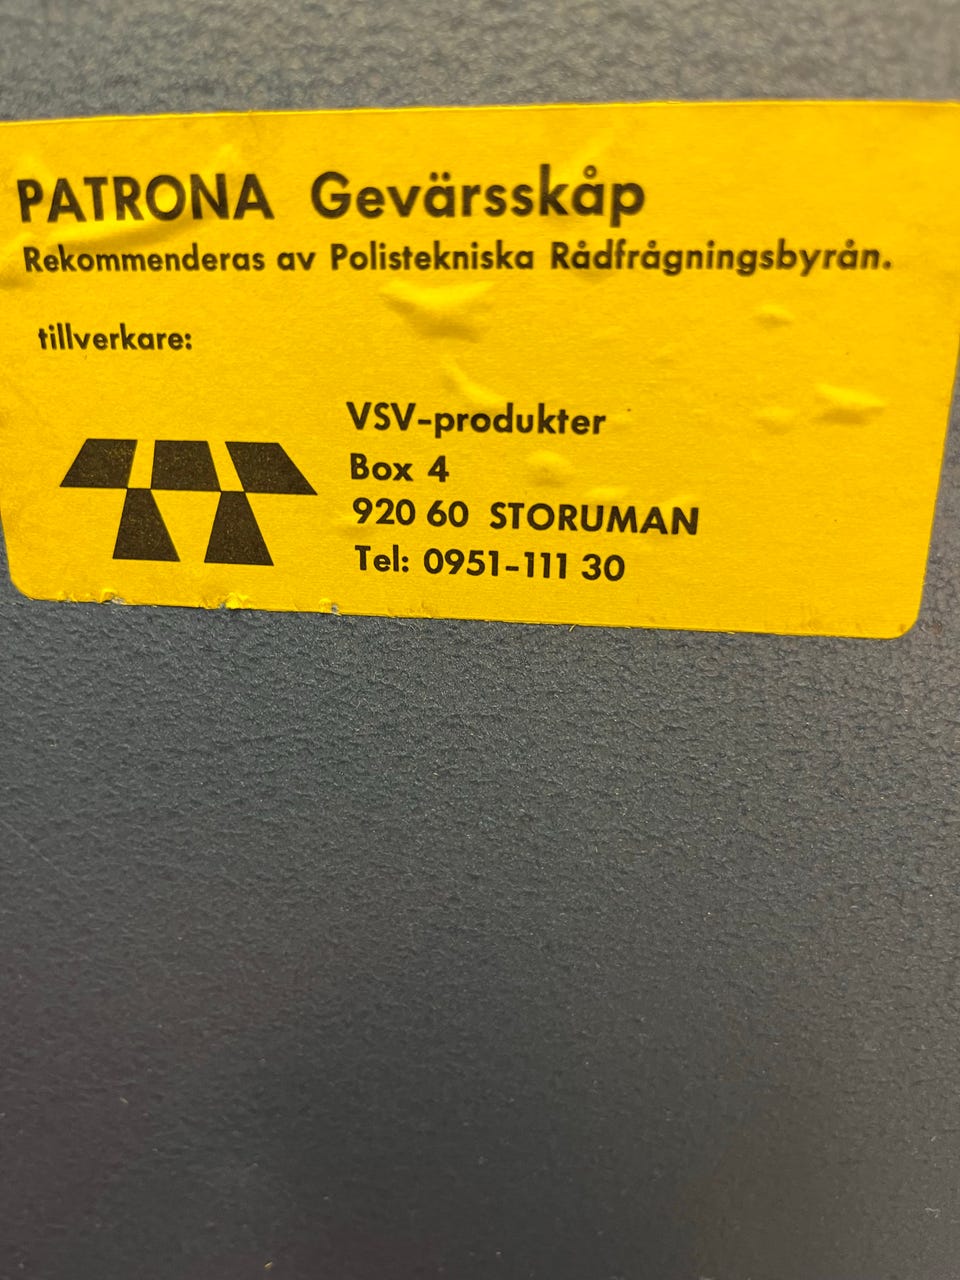 PATRONA Gevärsskåp
Rekommenderas av Polistekniska Rådfrågningsbyrån.
tillverkare:
VSV-produkter
Box 4
920 60 STORUMAN
Tel: 0951-111 30